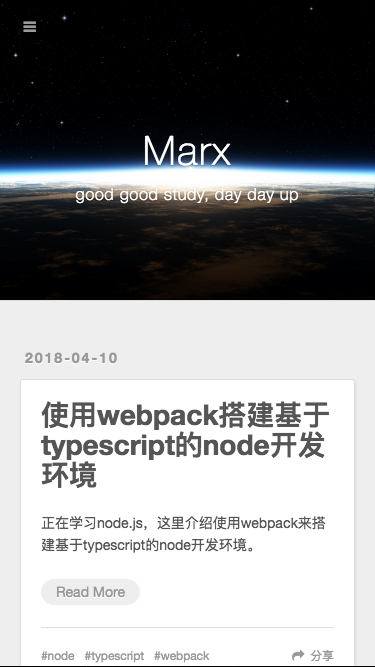 Marx
good good study, day day up
2018-04-10
使用webpack搭建基于
typescript的node开发
环境
正在学习node.js，这里介绍使用webpack来搭
建基于typescript的node开发环境。
Read More
#node #typescript #webpack 分享